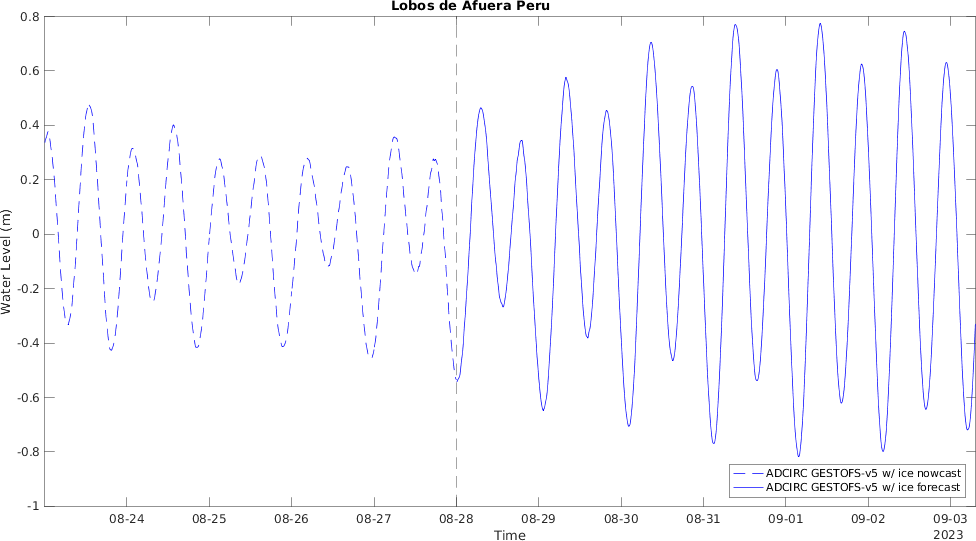 Lobos de Afuera Peru
Water Level (m)
0.8
0.6
0.4
0.2
0
-0.2
-0.4
-0.6
-0.8
-1
ADCIRC GESTOFS-v5 w/ ice nowcast
ADCIRC GESTOFS-v5 w/ ice forecast
08-24 08-25 08-26 08-27 08-28 08-29 08-30 08-31 09-01 09-02 09-03
Time
2023